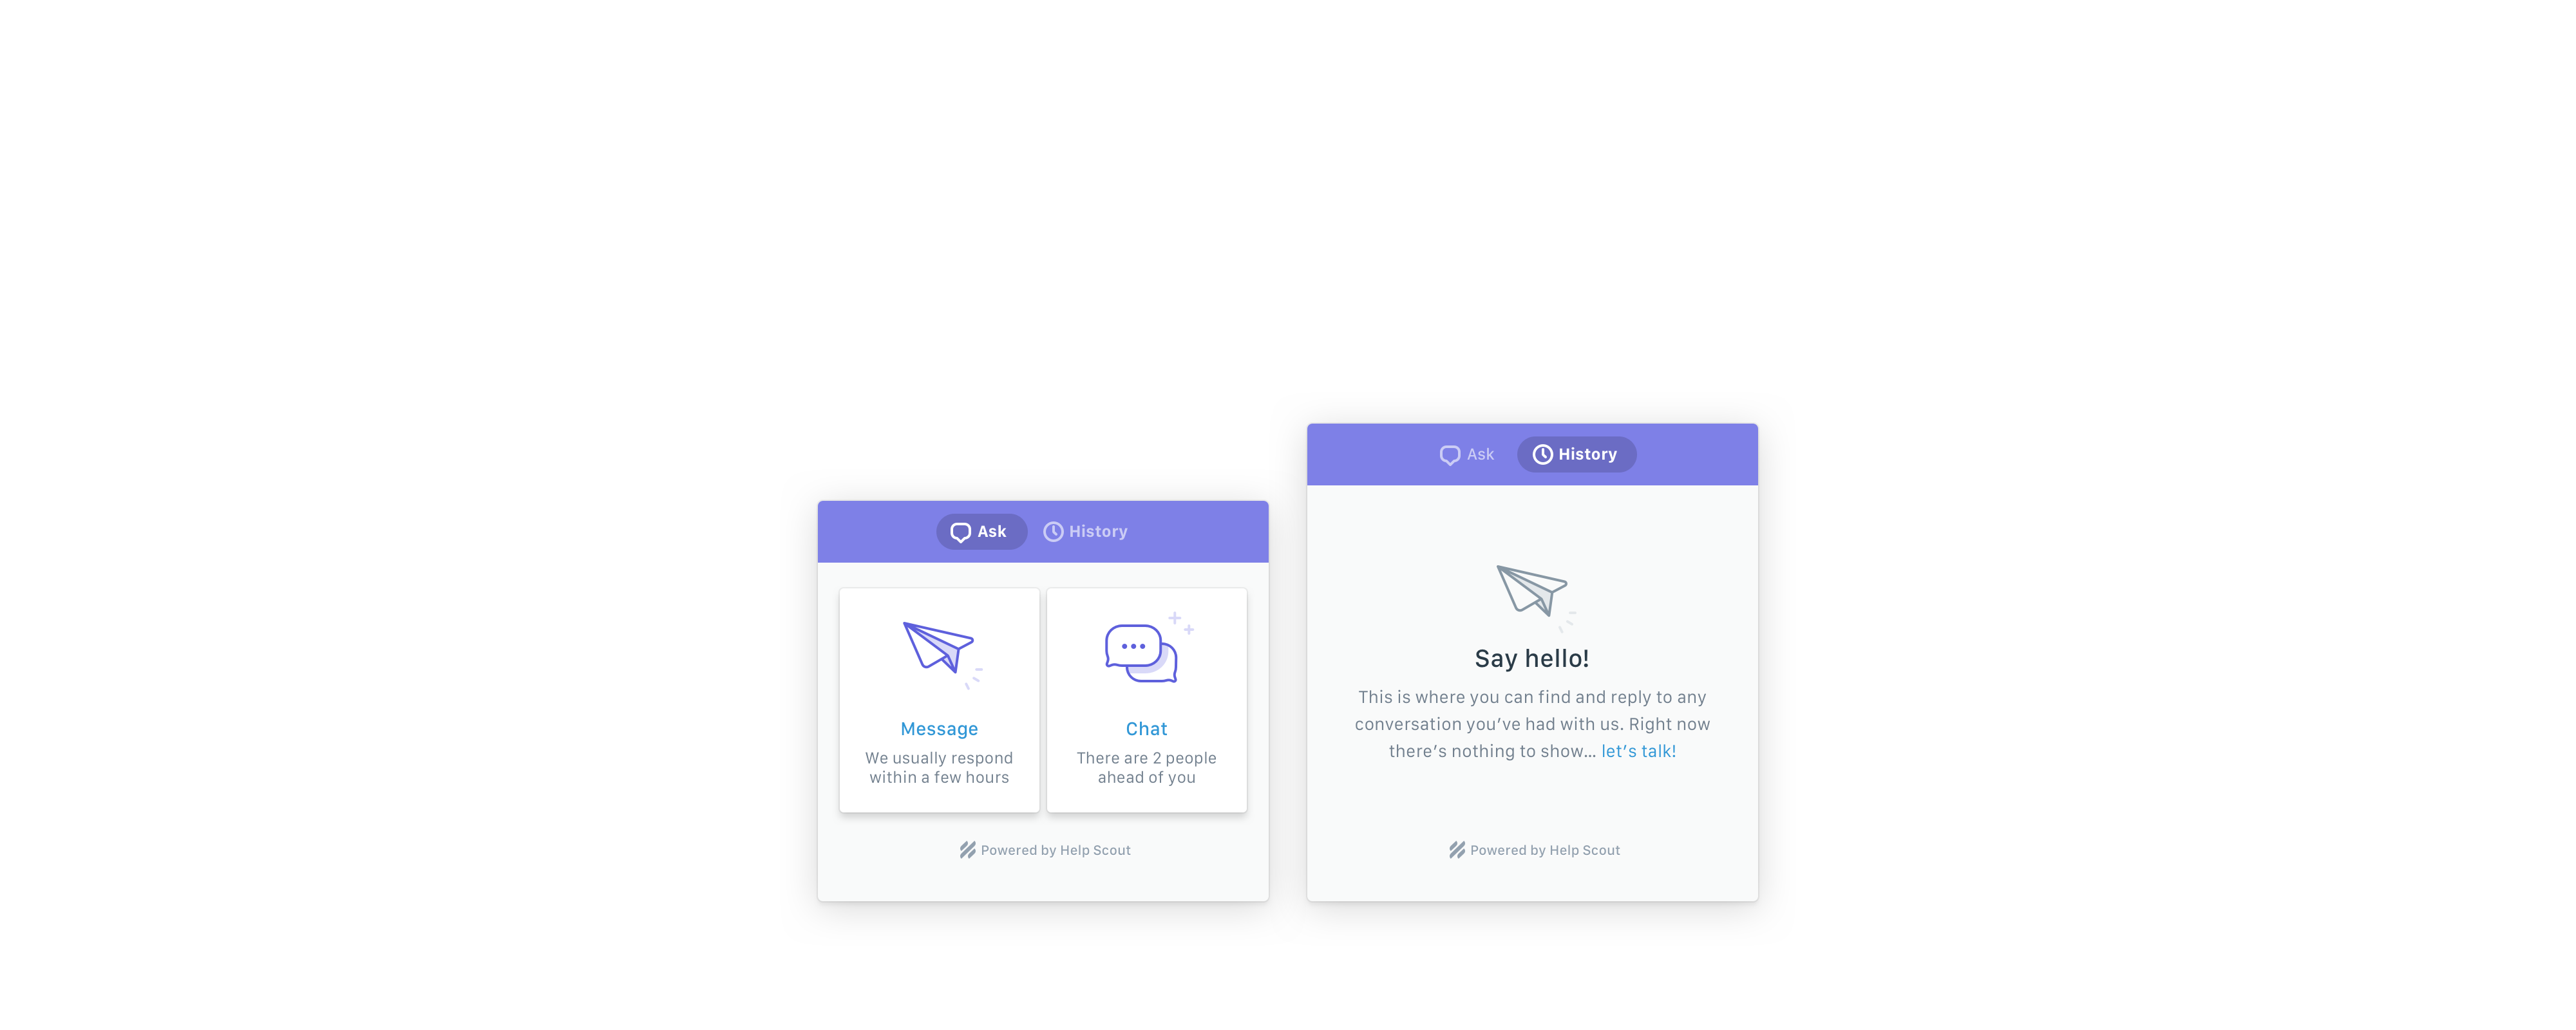 Ask
History
Message
We usually respond
within a few hours
Chat
There are 2 people
ahead of you
Powered by Help Scout
Ask
History
Say hello!
This is where you can find and reply to any
conversation you’ve had with us. Right now
there’s nothing to show... let’s talk!
Powered by Help Scout